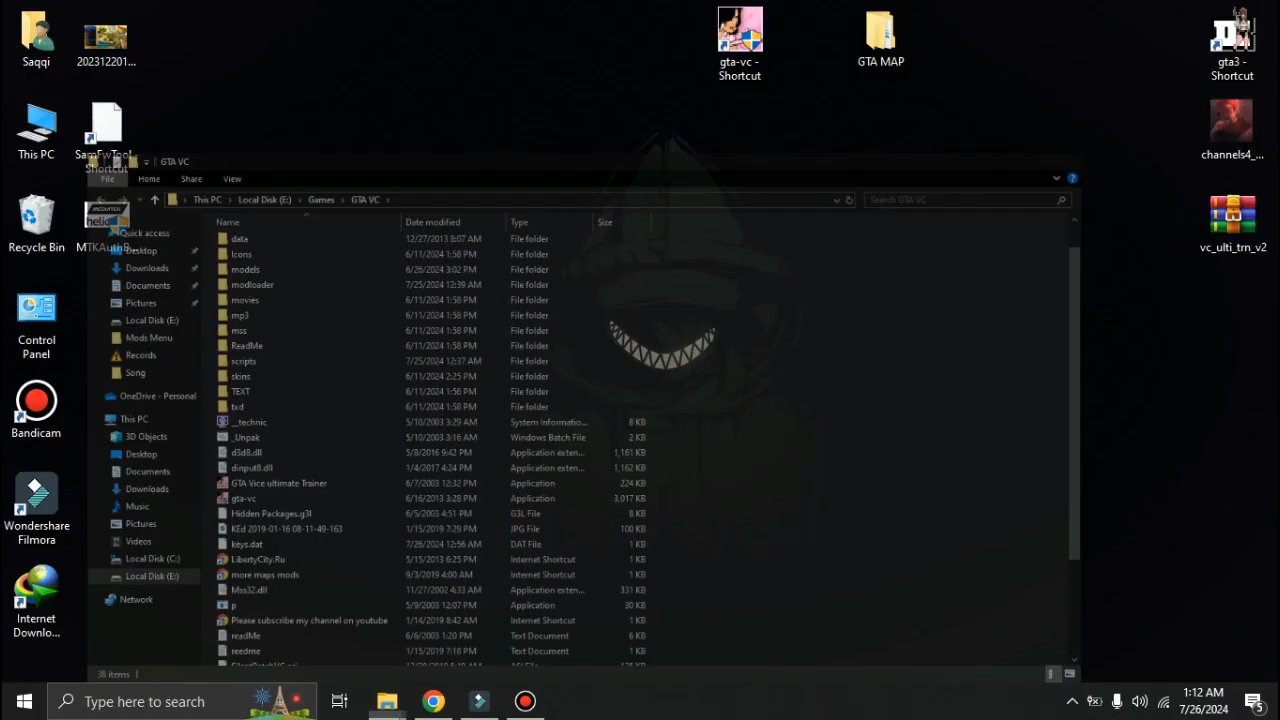 Saqqi
202312201...
gta-vc -
Shortcut
GTA MAP
gta3 -
Shortcut
This PC
SamFwTool
Shortcut
channels4_...
GTA VC
File
Home
Share
View
This PC
Local Disk (E:)
Games
GTA VC
Search GTA VC
Recycle Bin
MTKAuthB...
vc_ulti_trn_v2
Name
Date modified
Type
Size
Quick access
Desktop
Downloads
Documents
Pictures
Local Disk (E:)
Mods Menu
Records
Song
OneDrive - Personal
This PC
3D Objects
Desktop
Documents
Downloads
Music
Pictures
Videos
Local Disk (C:)
Local Disk (E:)
Network
data 12/27/2013 8:07 AM File folder
Icons 6/11/2024 1:58 PM File folder
models 6/26/2024 3:02 PM File folder
modloader 7/25/2024 12:39 AM File folder
movies 6/11/2024 1:58 PM File folder
mp3 6/11/2024 1:58 PM File folder
mss 6/11/2024 1:58 PM File folder
ReadMe 6/11/2024 1:58 PM File folder
scripts 7/25/2024 12:37 AM File folder
skins 6/11/2024 2:25 PM File folder
TEXT 6/11/2024 1:56 PM File folder
txd 6/11/2024 1:58 PM File folder
__technic 5/10/2003 3:29 AM System Informatio... 8 KB
_Unpak 5/10/2003 3:16 AM Windows Batch File 2 KB
d3d8.dll 5/8/2016 9:42 PM Application exten... 1,161 KB
dinput8.dll 1/4/2017 4:24 PM Application exten... 1,162 KB
GTA Vice ultimate Trainer 6/7/2003 12:32 PM Application 224 KB
gta-vc 6/16/2013 3:28 PM Application 3,017 KB
Hidden Packages.g3l 6/5/2003 4:51 PM G3L File 8 KB
KEd 2019-01-16 08-11-49-163 1/15/2019 7:29 PM JPG File 100 KB
keys.dat 7/26/2024 12:56 AM DAT File 1 KB
LibertyCity.Ru 5/15/2013 6:25 PM Internet Shortcut 1 KB
more maps mods 9/3/2019 4:00 AM Internet Shortcut 1 KB
Mss32.dll 11/27/2002 4:33 AM Application exten... 331 KB
p 5/9/2003 12:07 PM Application 30 KB
Please subscribe my channel on youtube 1/14/2019 8:42 AM Internet Shortcut 1 KB
readMe 6/6/2003 1:20 PM Text Document 6 KB
reedme 1/15/2019 7:18 PM Text Document 1 KB
38 items
Control
Panel
Bandicam
Wondershare
Filmora
Internet
Downlo...
Type here to search
1:12 AM
7/26/2024
5